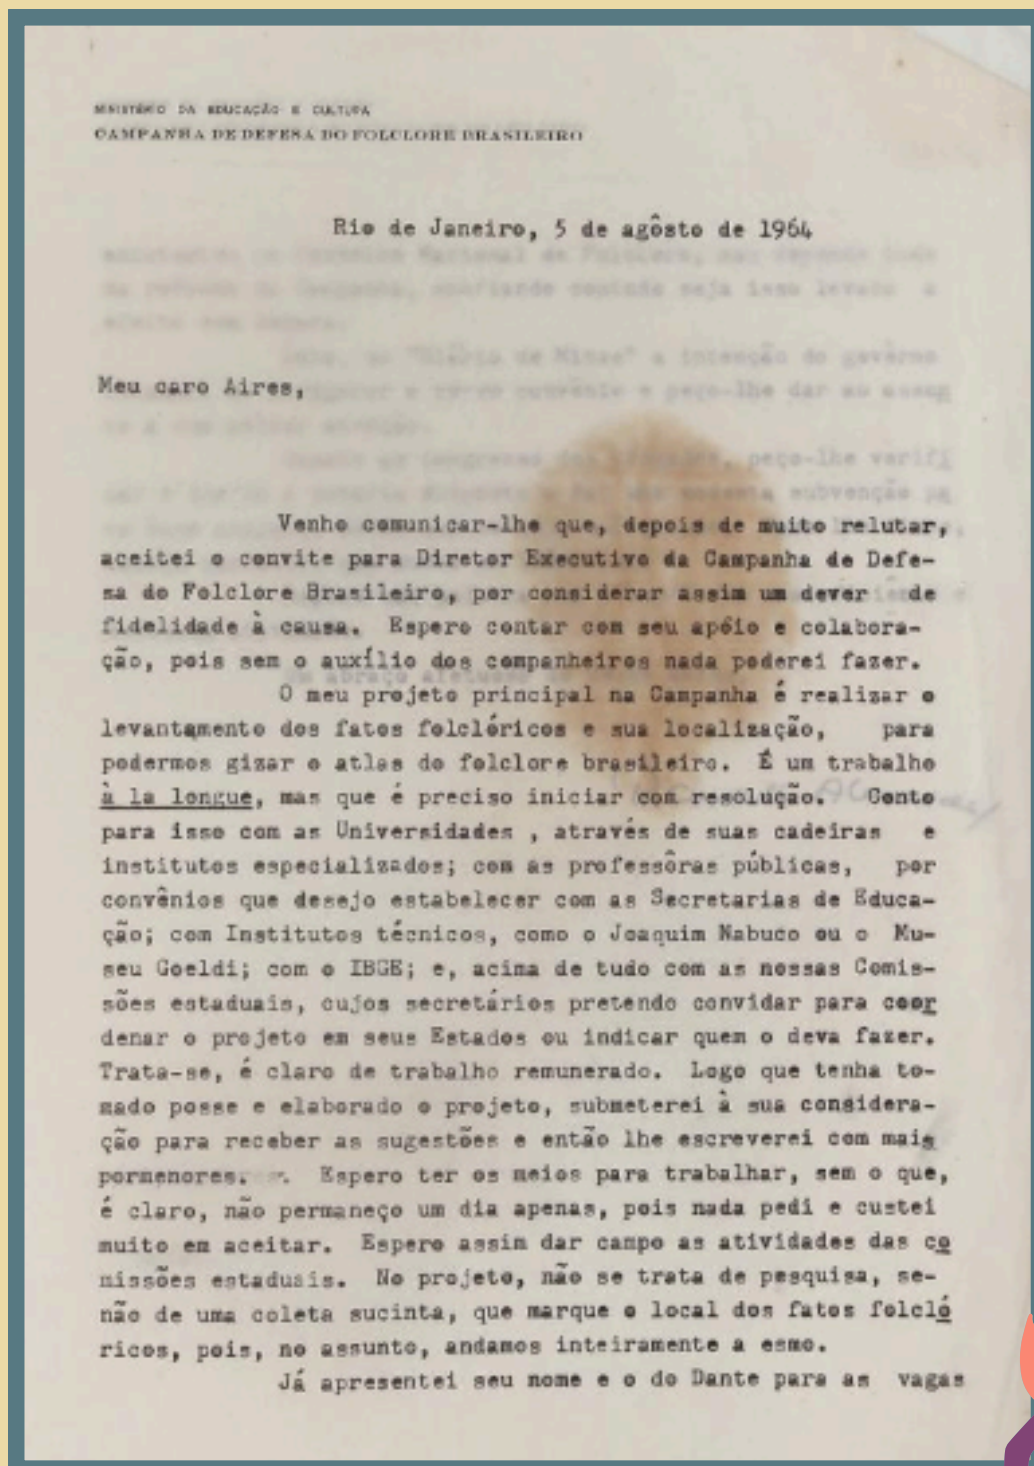 MINISTÉRIO DA EDUCAÇÃO E CULTURA
CAMPANHA DE DEFESA DO FOLCLORE BRASILEIRO
Rio de Janeiro, 5 de agôsto de 1964
Meu caro Aires,
Venho comunicar-lhe que, depois de muito relutar,
aceitei o convite para Diretor Executivo da Campanha de Defe-
sa do Folclore Brasileiro, por considerar assim um dever de
fidelidade à causa. Espero contar com seu apóio e colabora-
ção, pois sem o auxílio dos companheiros nada poderei fazer.
O meu projeto principal na Campanha é realizar o
levantamento dos fatos folclóricos e sua localização, para
podermos gizar o atlas do folclore brasileiro. É um trabalho
à la longue, mas que é preciso iniciar com resolução. Conto
para isso com as Universidades , através de suas cadeiras e
institutos especializados; com as professôras públicas, por
convênios que desejo estabelecer com as Secretarias de Educa-
ção; com Institutos técnicos, como o Joaquim Nabuco ou o Mu-
seu Goeldi; com o IBGE; e, acima de tudo com as nossas Comis-
sões estaduais, cujos secretários pretendo convidar para coor
denar o projeto em seus Estados ou indicar quem o deva fazer.
Trata-se, é claro de trabalho remunerado. Logo que tenha to-
mado posse e elaborado o projeto, submeterei à sua considera-
ção para receber as sugestões e então lhe escreverei com mais
pormenores. Espero ter os meios para trabalhar, sem o que,
é claro, não permaneço um dia apenas, pois nada pedi e custei
muito em aceitar. Espero assim dar campo as atividades das co
missões estaduais. No projeto, não se trata de pesquisa, se-
não de uma coleta sucinta, que marque o local dos fatos folcló
ricos, pois, no assunto, andamos inteiramente a esmo.
Já apresentei seu nome e o do Dante para as vagas